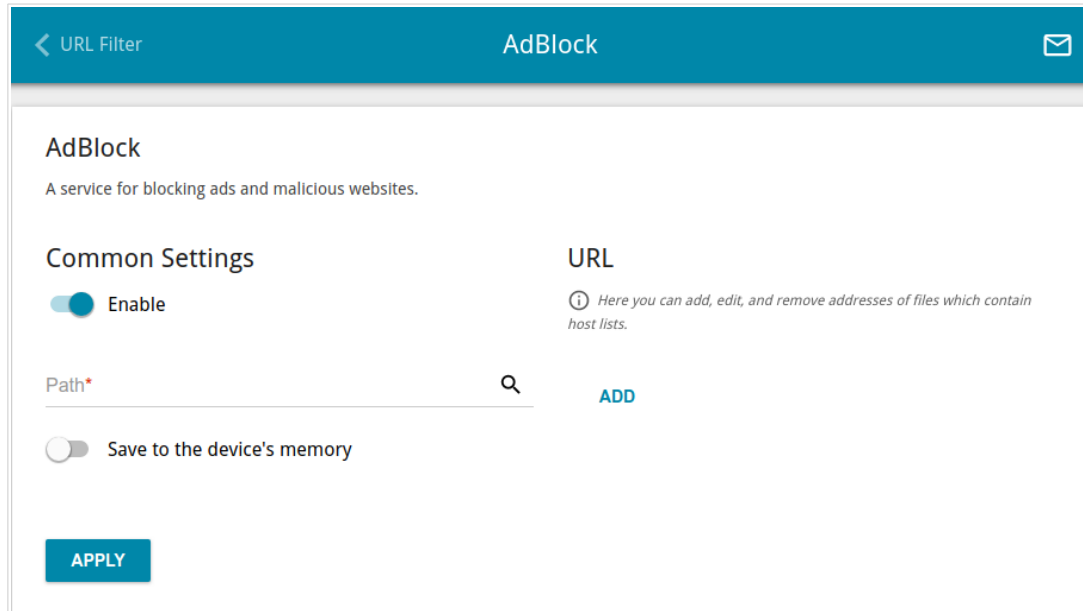 URL Filter
AdBlock
AdBlock
A service for blocking ads and malicious websites.
Common Settings
Enable
Path*
Save to the device's memory
APPLY
URL
Here you can add, edit, and remove addresses of files which contain
host lists.
ADD